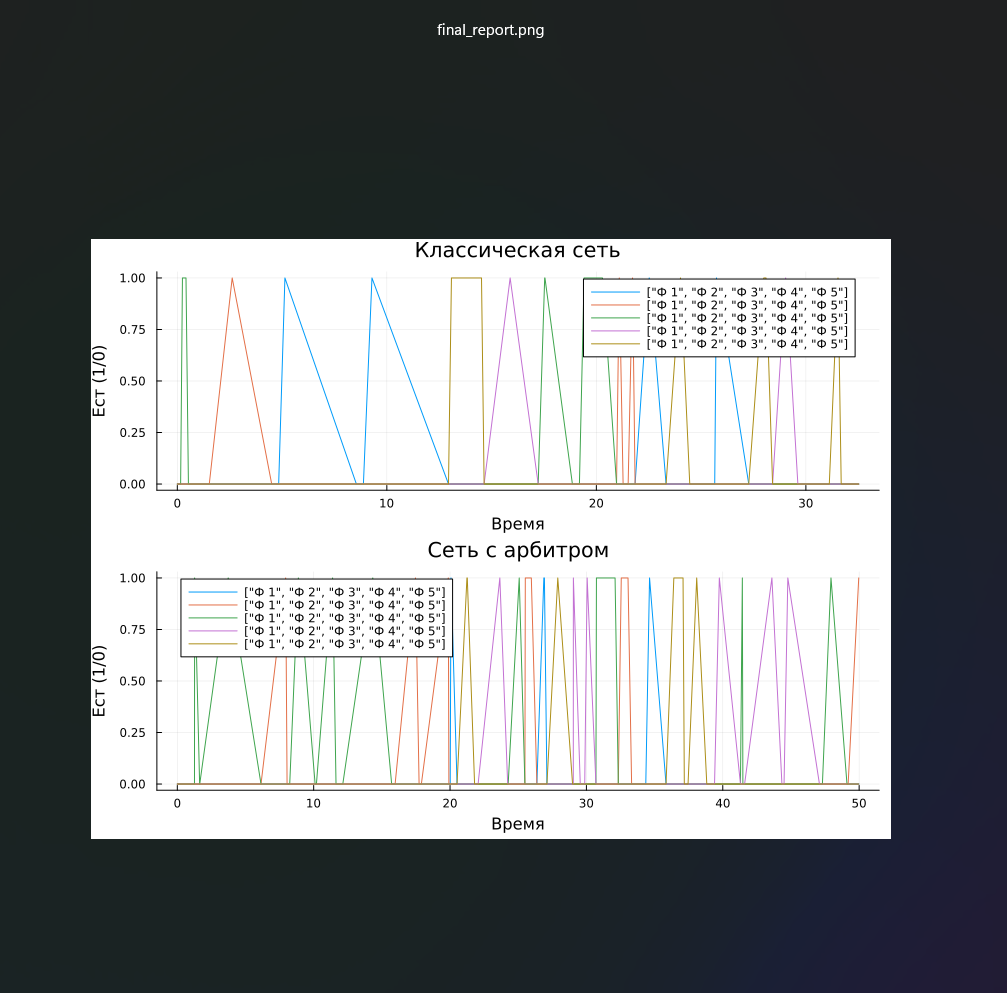 final_report.png
Классическая сеть
1.00
0.75
0.50
0.25
0.00
Ест (1/0)
["Ф 1", "Ф 2", "Ф 3", "Ф 4", "Ф 5"]
["Ф 1", "Ф 2", "Ф 3", "Ф 4", "Ф 5"]
["Ф 1", "Ф 2", "Ф 3", "Ф 4", "Ф 5"]
["Ф 1", "Ф 2", "Ф 3", "Ф 4", "Ф 5"]
["Ф 1", "Ф 2", "Ф 3", "Ф 4", "Ф 5"]
0 10 20 30
Время
Сеть с арбитром
1.00
0.75
0.50
0.25
0.00
Ест (1/0)
["Ф 1", "Ф 2", "Ф 3", "Ф 4", "Ф 5"]
["Ф 1", "Ф 2", "Ф 3", "Ф 4", "Ф 5"]
["Ф 1", "Ф 2", "Ф 3", "Ф 4", "Ф 5"]
["Ф 1", "Ф 2", "Ф 3", "Ф 4", "Ф 5"]
["Ф 1", "Ф 2", "Ф 3", "Ф 4", "Ф 5"]
0 10 20 30 40 50
Время